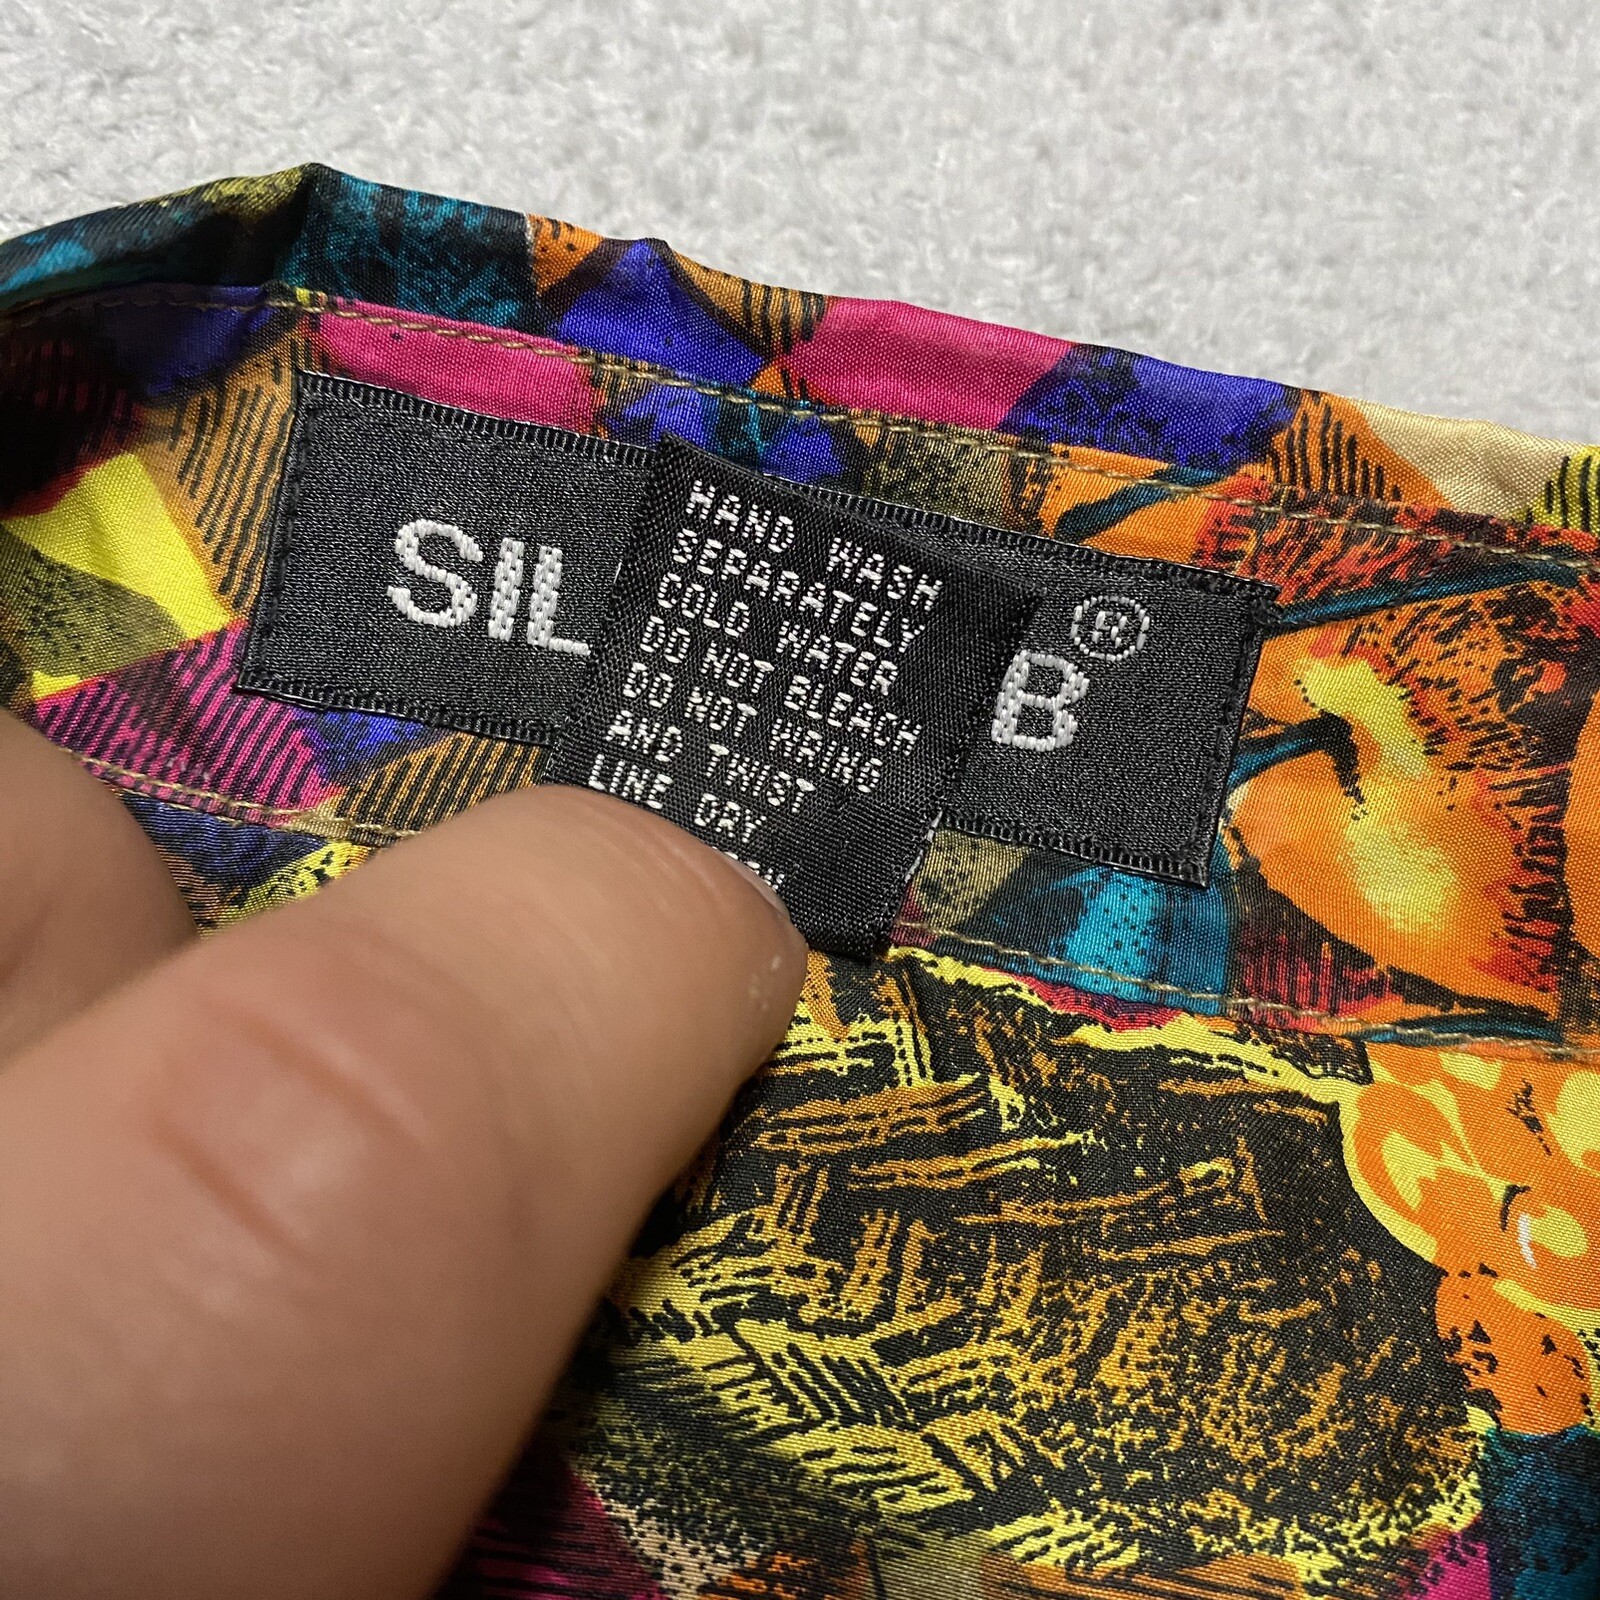 SIL B®
HAND WASH
SEPARATELY
COLD WATER
DO NOT BLEACH
DO NOT WRING
AND TWIST
LINE DRY